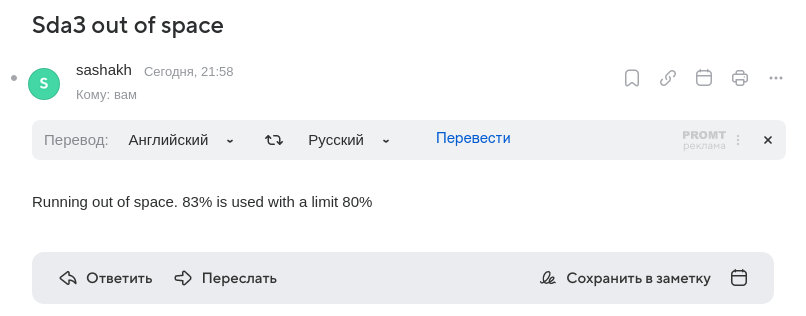 Sda3 out of space
S
sashakh Сегодня, 21:58
Кому: вам
Перевод: Английский Русский Перевести PROMT
реклама
Running out of space. 83% is used with a limit 80%
Ответить Переслать Сохранить в заметку